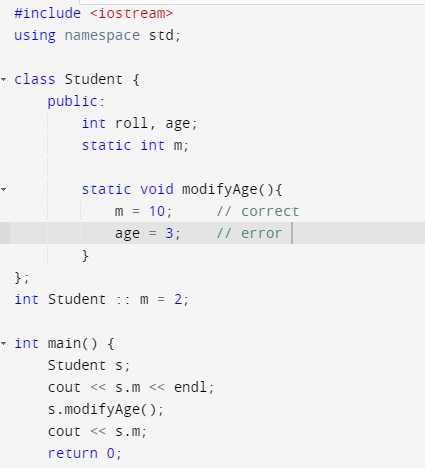 #include <iostream>
using namespace std;
class Student {
public:
int roll, age;
static int m;
static void modifyAge(){
m = 10; // correct
age = 3; // error
}
};
int Student :: m = 2;
int main() {
Student s;
cout << s.m << endl;
s.modifyAge();
cout << s.m;
return 0;